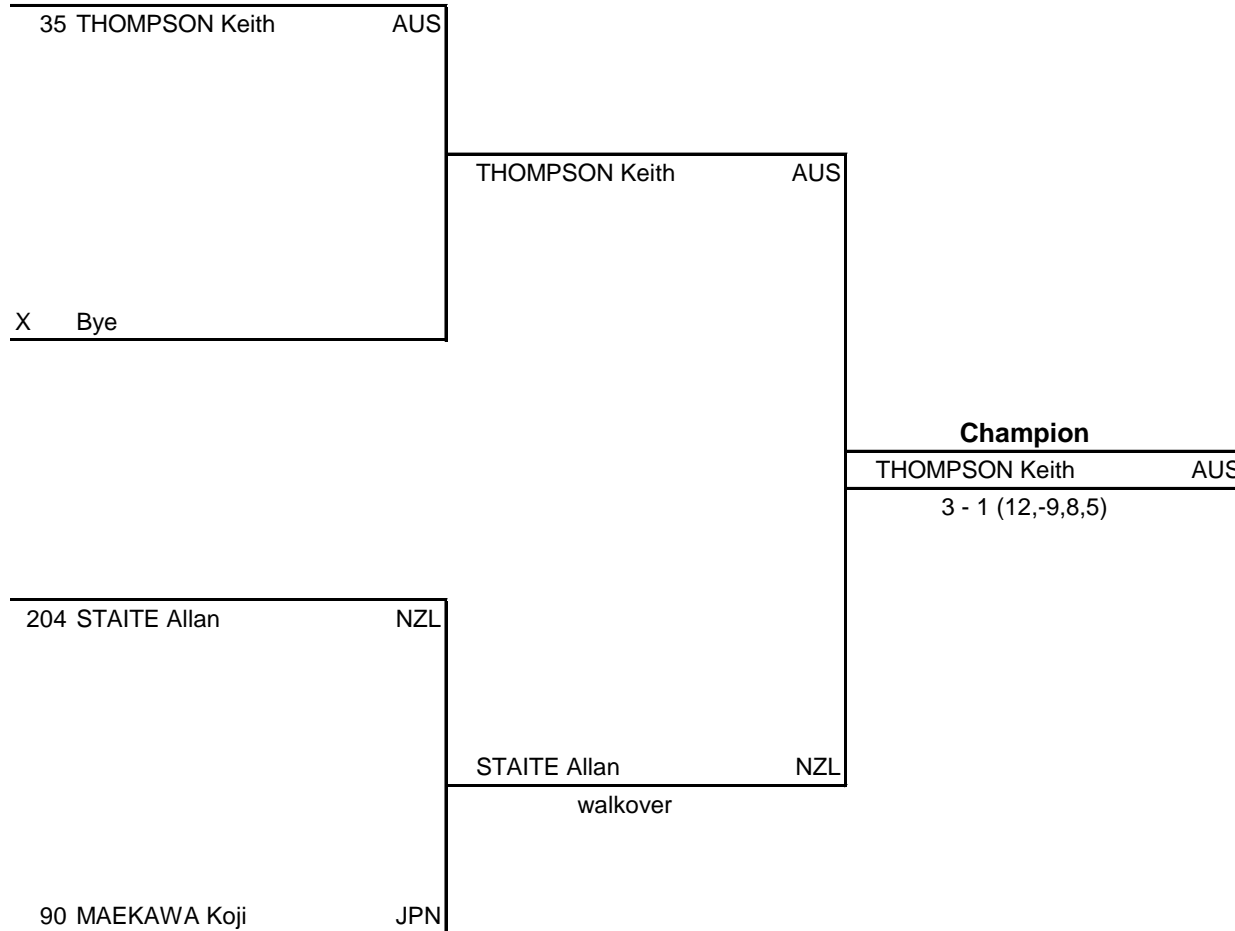 35 THOMPSON Keith AUS
THOMPSON Keith AUS
X Bye
Champion
THOMPSON Keith AUS
3 - 1 (12,-9,8,5)
204 STAITE Allan NZL
STAITE Allan NZL
walkover
90 MAEKAWA Koji JPN